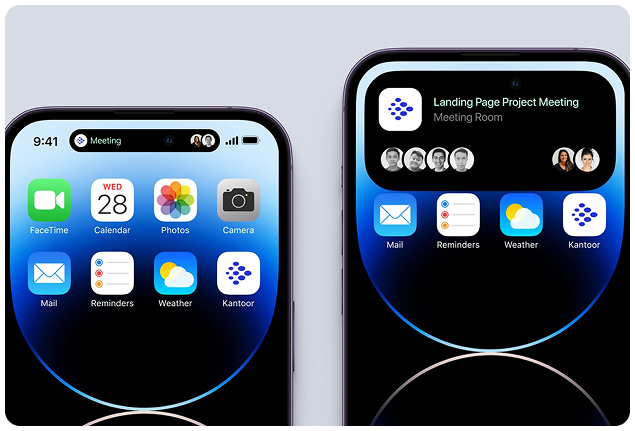 9:41
Meeting
WED
28
FaceTime
Calendar
Photos
Camera
Mail
Reminders
Weather
Kantoor
Landing Page Project Meeting
Meeting Room
Mail
Reminders
Weather
Kantoor